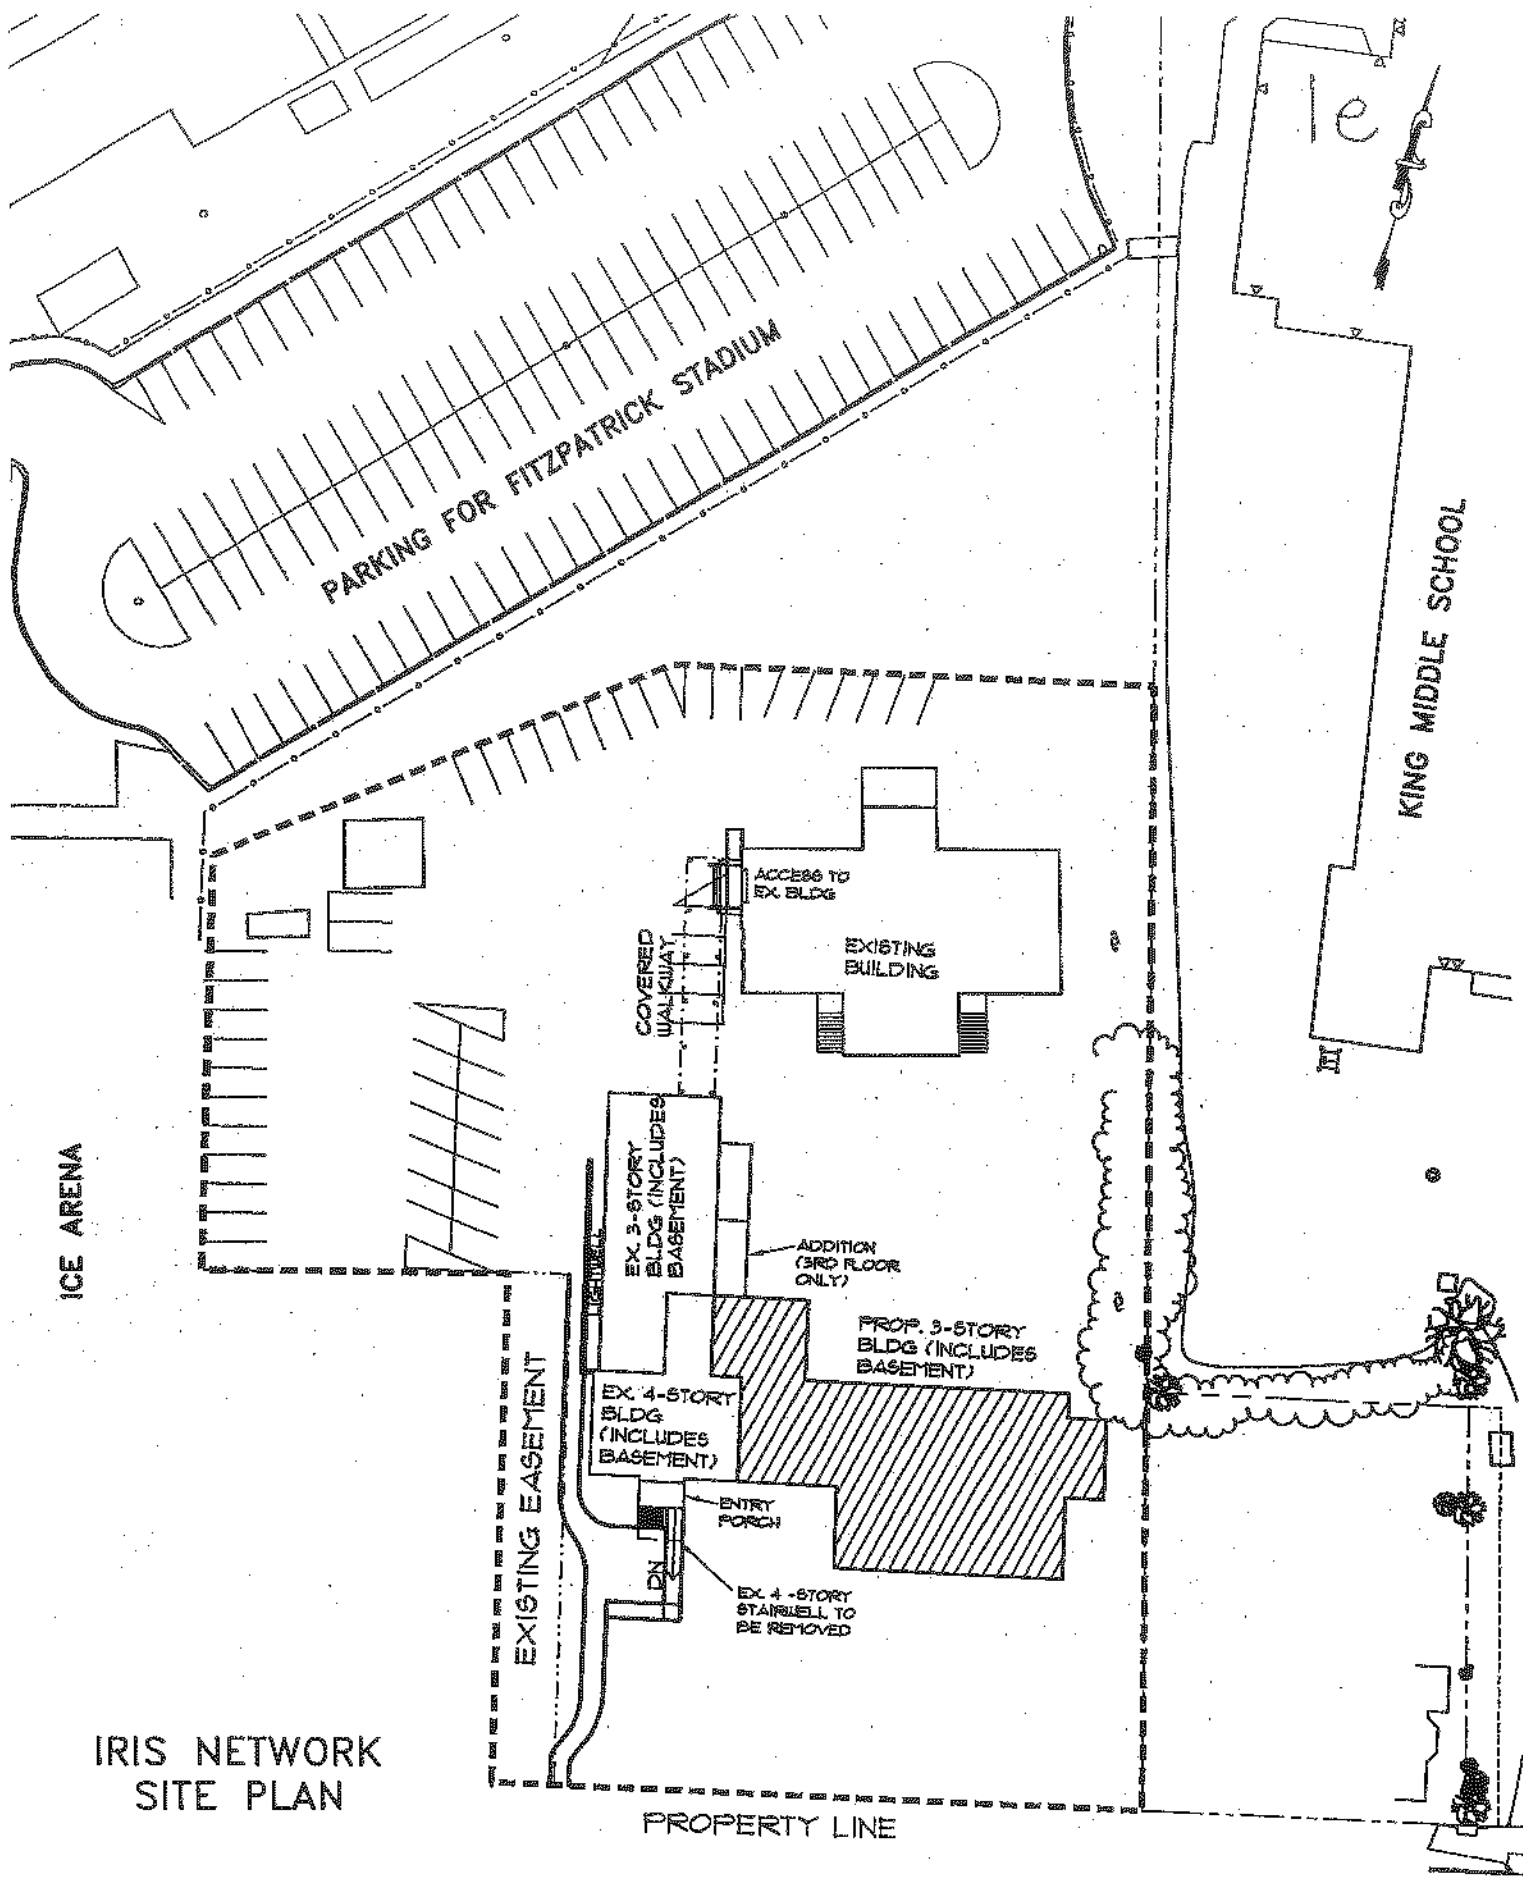 1e
PARKING FOR FITZPATRICK STADIUM
KING MIDDLE SCHOOL
ACCESS TO
EX. BLDG
EXISTING
BUILDING
COVERED
WALKWAY
ICE ARENA
EX. 3-STORY
BLDG (INCLUDES
BASEMENT)
LIGHTWELL
ADDITION
(3RD FLOOR
ONLY)
PROP. 3-STORY
BLDG (INCLUDES
BASEMENT)
EX. 4-STORY
BLDG
(INCLUDES
BASEMENT)
EXISTING EASEMENT
ENTRY
PORCH
DN
EX. 4 -STORY
STAIRWELL TO
BE REMOVED
IRIS NETWORK
SITE PLAN
PROPERTY LINE